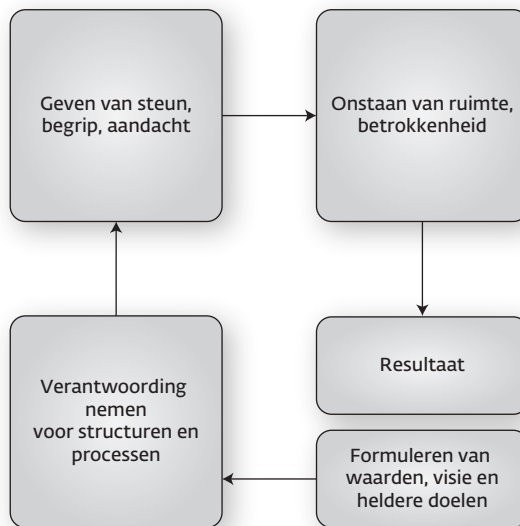 Geven van steun,
begrip, aandacht
Onstaan van ruimte,
betrokkenheid
Verantwoording
nemen
voor structuren en
processen
Resultaat
Formuleren van
waarden, visie en
heldere doelen